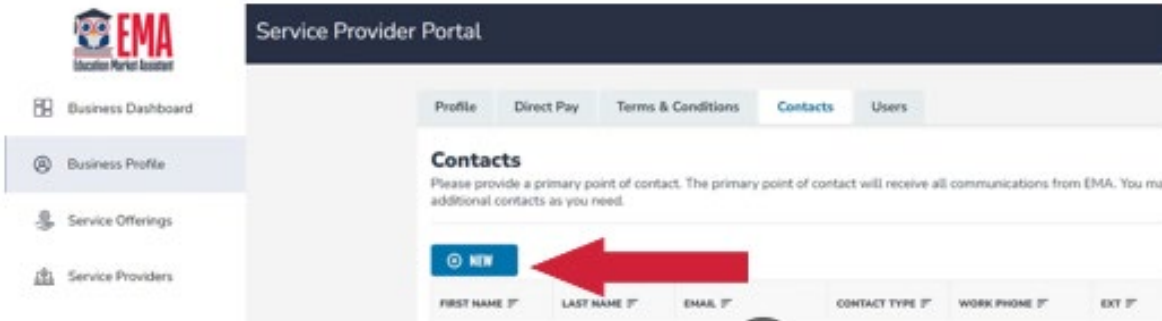 EMA
Education Market Assistant
Service Provider Portal
Business Dashboard
Business Profile
Service Offerings
Service Providers
Profile Direct Pay Terms & Conditions Contacts Users
Contacts
Please provide a primary point of contact. The primary point of contact will receive all communications from EMA. You
additional contacts as you need.
NEW
FIRST NAME LAST NAME EMAIL CONTACT TYPE WORK PHONE EXT